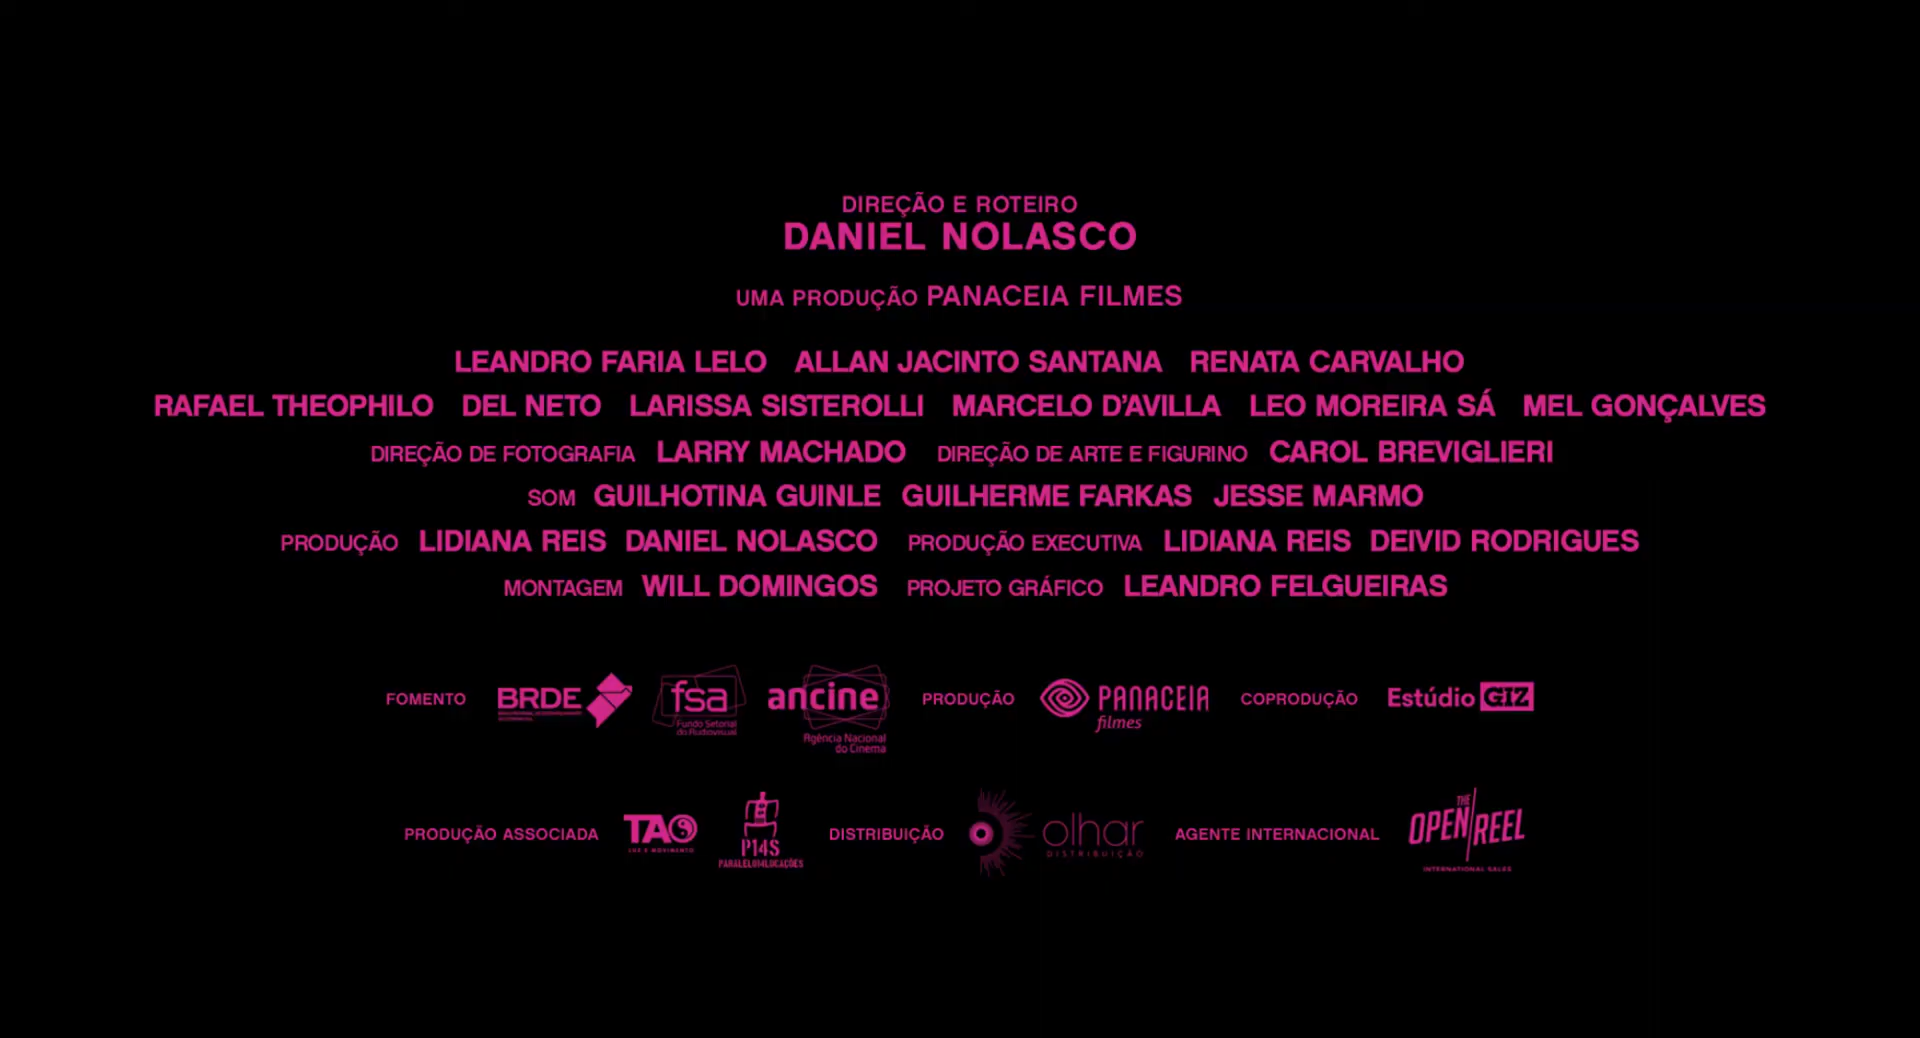 DIREÇÃO E ROTEIRO
DANIEL NOLASCO
UMA PRODUÇÃO PANACEIA FILMES
LEANDRO FARIA LELO ALLAN JACINTO SANTANA RENATA CARVALHO
RAFAEL THEOPHILO DEL NETO LARISSA SISTEROLLI MARCELO D'AVILLA LEO MOREIRA SÁ MEL GONÇALVES
DIREÇÃO DE FOTOGRAFIA LARRY MACHADO DIREÇÃO DE ARTE E FIGURINO CAROL BREVIGLIERI
SOM GUILHOTINA GUINLE GUILHERME FARKAS JESSE MARMO
PRODUÇÃO LIDIANA REIS DANIEL NOLASCO PRODUÇÃO EXECUTIVA LIDIANA REIS DEIVID RODRIGUES
MONTAGEM WILL DOMINGOS PROJETO GRÁFICO LEANDRO FELGUEIRAS
FOMENTO BRDE fsa ancine PRODUÇÃO PANACEIA COPRODUÇÃO Estúdio GIZ
Fundo Setorial filmes
do Audiovisual Agência Nacional
do Cinema
PRODUÇÃO ASSOCIADA TAO P14S DISTRIBUIÇÃO olhar AGENTE INTERNACIONAL THE OPEN REEL
LUZ E MOVIMENTO PARALELO14LOCAÇÕES DISTRIBUIÇÃO INTERNATIONAL SALES